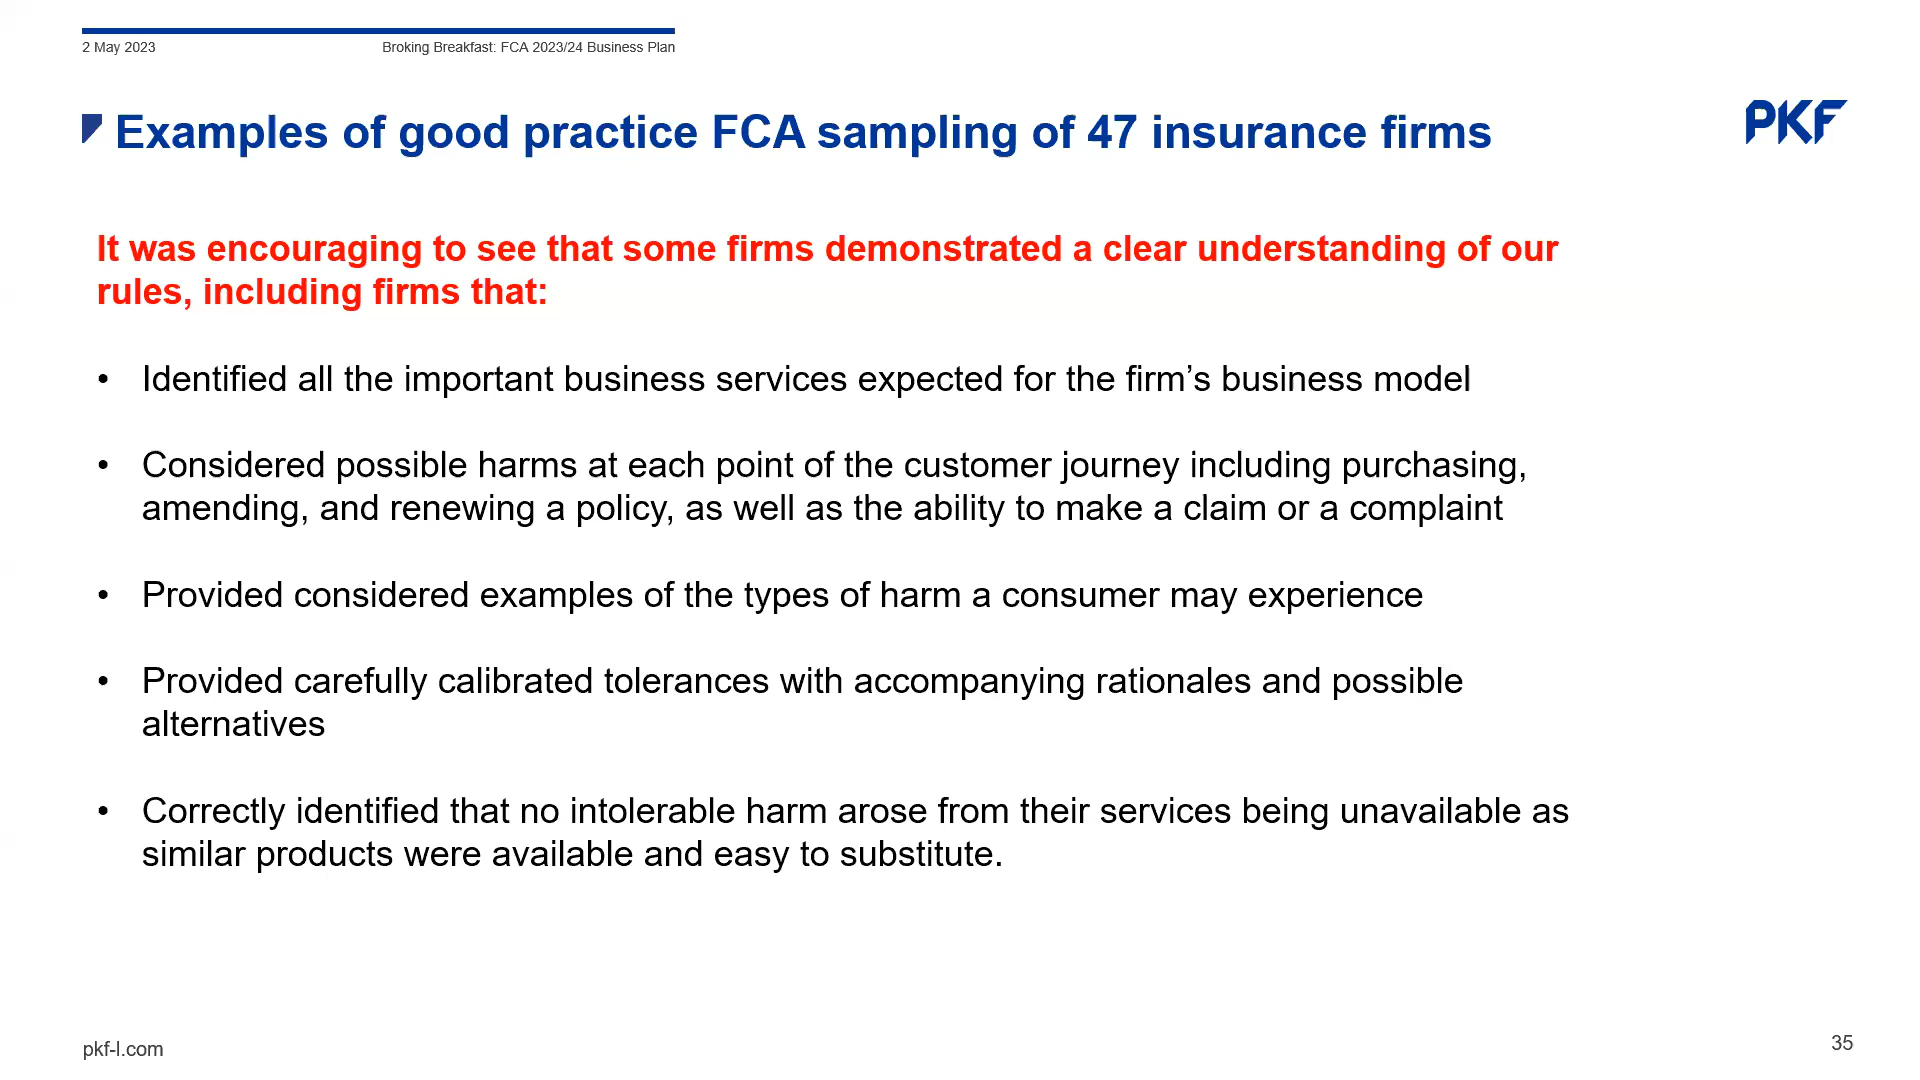 2 May 2023
Broking Breakfast: FCA 2023/24 Business Plan
Examples of good practice FCA sampling of 47 insurance firms
PKF
It was encouraging to see that some firms demonstrated a clear understanding of our
rules, including firms that:
• Identified all the important business services expected for the firm’s business model
• Considered possible harms at each point of the customer journey including purchasing,
amending, and renewing a policy, as well as the ability to make a claim or a complaint
• Provided considered examples of the types of harm a consumer may experience
• Provided carefully calibrated tolerances with accompanying rationales and possible
alternatives
• Correctly identified that no intolerable harm arose from their services being unavailable as
similar products were available and easy to substitute.
pkf-l.com
35